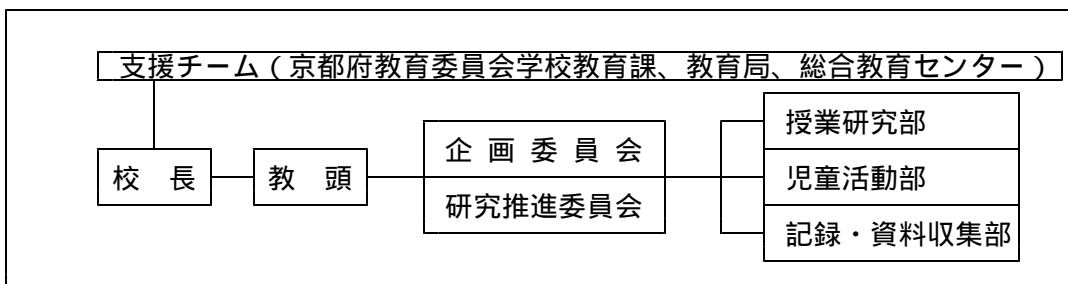 支援チーム（京都府教育委員会学校教育課、教育局、総合教育センター）
校　長
教　頭
企 画 委 員 会
研究推進委員会
授業研究部
児童活動部
記録・資料収集部